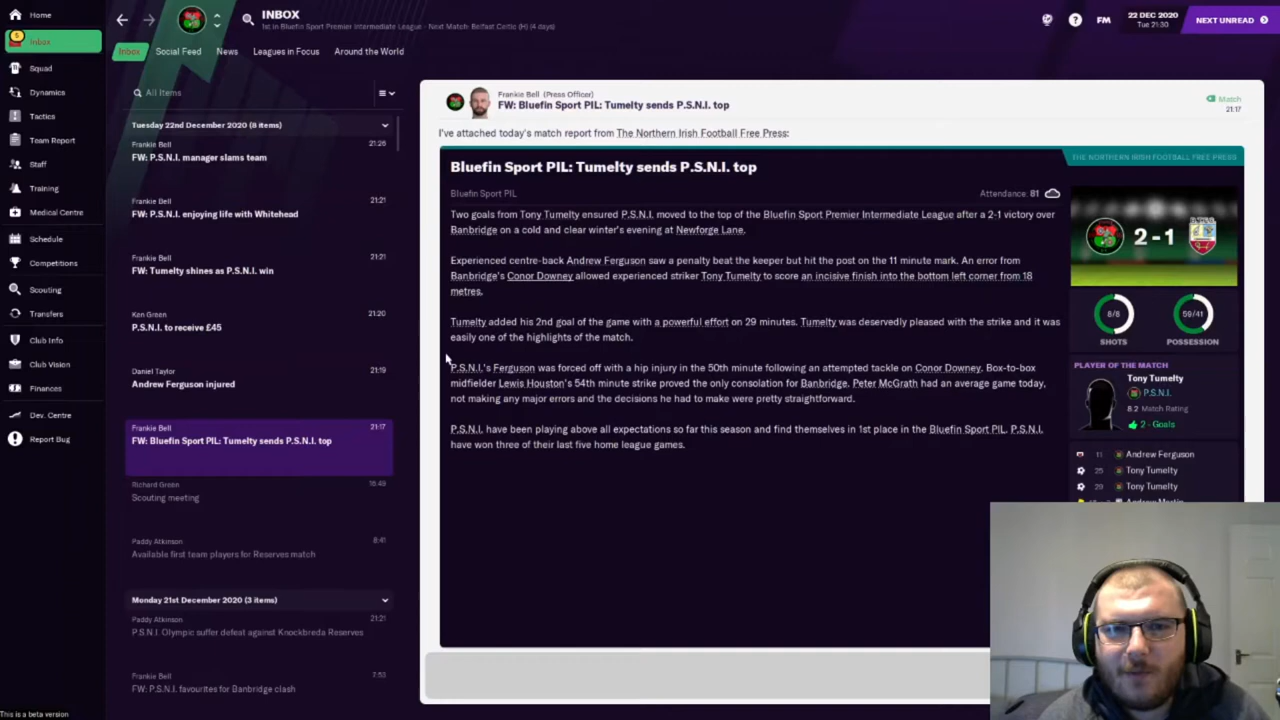 Home
Inbox
Squad
Dynamics
Tactics
Team Report
Staff
Training
Medical Centre
Schedule
Competitions
Scouting
Transfers
Club Info
Club Vision
Finances
Dev. Centre
Report Bug
This is a beta version
INBOX
1st in Bluefin Sport Premier Intermediate League - Next Match: Belfast Celtic (H) (4 days)
FM
22 DEC 2020
Tue 21:30
NEXT UNREAD
Inbox
Social Feed
News
Leagues in Focus
Around the World
All Items
Tuesday 22nd December 2020 (8 items)
Frankie Bell
21:26
FW: P.S.N.I. manager slams team
Frankie Bell
21:21
FW: P.S.N.I. enjoying life with Whitehead
Frankie Bell
21:21
FW: Tumelty shines as P.S.N.I. win
Ken Green
21:20
P.S.N.I. to receive £45
Daniel Taylor
21:19
Andrew Ferguson injured
Frankie Bell
21:17
FW: Bluefin Sport PIL: Tumelty sends P.S.N.I. top
Richard Green
16:49
Scouting meeting
Paddy Atkinson
8:41
Available first team players for Reserves match
Monday 21st December 2020 (3 items)
Paddy Atkinson
21:21
P.S.N.I. Olympic suffer defeat against Knockbreda Reserves
Frankie Bell
7:53
FW: P.S.N.I. favourites for Banbridge clash
Frankie Bell (Press Officer)
FW: Bluefin Sport PIL: Tumelty sends P.S.N.I. top
Match
21:17
I've attached today's match report from The Northern Irish Football Free Press:
THE NORTHERN IRISH FOOTBALL FREE PRESS
Bluefin Sport PIL: Tumelty sends P.S.N.I. top
Bluefin Sport PIL
Attendance: 81
Two goals from Tony Tumelty ensured P.S.N.I. moved to the top of the Bluefin Sport Premier Intermediate League after a 2-1 victory over
Banbridge on a cold and clear winter's evening at Newforge Lane.
Experienced centre-back Andrew Ferguson saw a penalty beat the keeper but hit the post on the 11 minute mark. An error from
Banbridge's Conor Downey allowed experienced striker Tony Tumelty to score an incisive finish into the bottom left corner from 18
metres.
Tumelty added his 2nd goal of the game with a powerful effort on 29 minutes. Tumelty was deservedly pleased with the strike and it was
easily one of the highlights of the match.
P.S.N.I.'s Ferguson was forced off with a hip injury in the 50th minute following an attempted tackle on Conor Downey. Box-to-box
midfielder Lewis Houston's 54th minute strike proved the only consolation for Banbridge. Peter McGrath had an average game today,
not making any major errors and the decisions he had to make were pretty straightforward.
P.S.N.I. have been playing above all expectations so far this season and find themselves in 1st place in the Bluefin Sport PIL. P.S.N.I.
have won three of their last five home league games.
2 - 1
8/8
SHOTS
59/41
POSSESSION
PLAYER OF THE MATCH
Tony Tumelty
P.S.N.I.
8.2 Match Rating
2 - Goals
11 Andrew Ferguson
25 Tony Tumelty
29 Tony Tumelty